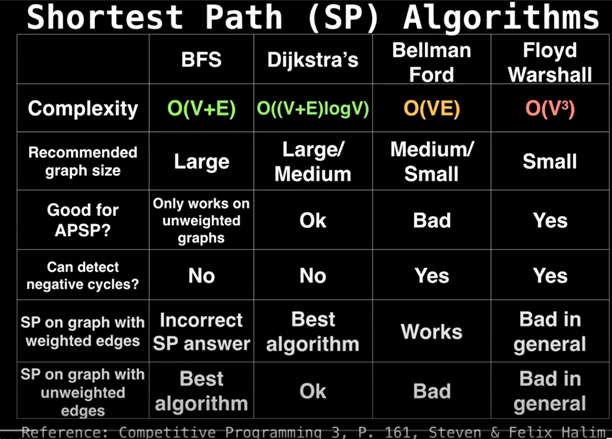 Shortest Path (SP) Algorithms
BFS
Dijkstra's
Bellman
Ford
Floyd
Warshall
Complexity
O(V+E)
O((V+E)logV)
O(VE)
O(V³)
Recommended
graph size
Large
Large/
Medium
Medium/
Small
Small
Good for
APSP?
Only works on
unweighted
graphs
Ok
Bad
Yes
Can detect
negative cycles?
No
No
Yes
Yes
SP on graph with
weighted edges
Incorrect
SP answer
Best
algorithm
Works
Bad in
general
SP on graph with
unweighted
edges
Best
algorithm
Ok
Bad
Bad in
general
Reference: Competitive Programming 3, P. 161, Steven & Felix Halim